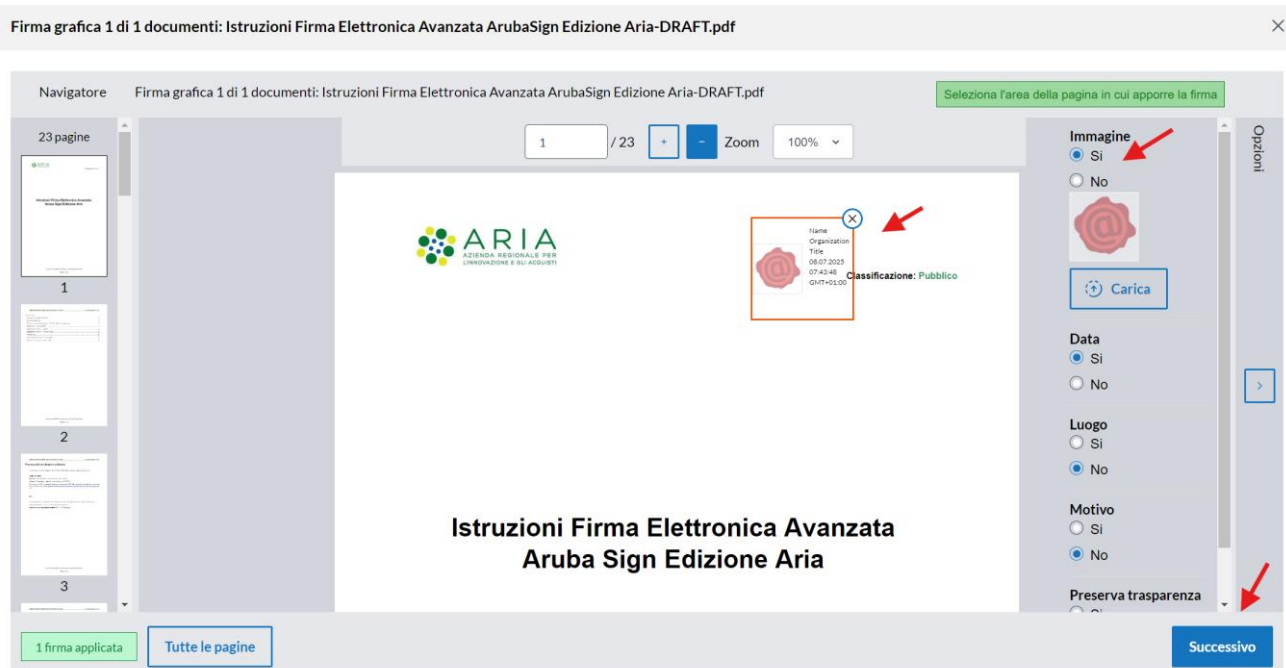 Firma grafica 1 di 1 documenti: Istruzioni Firma Elettronica Avanzata ArubaSign Edizione Aria-DRAFT.pdf
Navigatore
Firma grafica 1 di 1 documenti: Istruzioni Firma Elettronica Avanzata ArubaSign Edizione Aria-DRAFT.pdf
Seleziona l'area della pagina in cui apporre la firma
23 pagine
1
2
3
1 / 23 + - Zoom 100%
ARIA
AZIENDA REGIONALE PER
L'INNOVAZIONE E GLI ACQUISTI
Name
Organization
Title
08.07.2025
07:43:48
GMT+01:00
Classificazione: Pubblico
Istruzioni Firma Elettronica Avanzata
Aruba Sign Edizione Aria
Immagine
Si
No
Carica
Data
Si
No
Luogo
Si
No
Motivo
Si
No
Preserva trasparenza
Opzioni
1 firma applicata
Tutte le pagine
Successivo